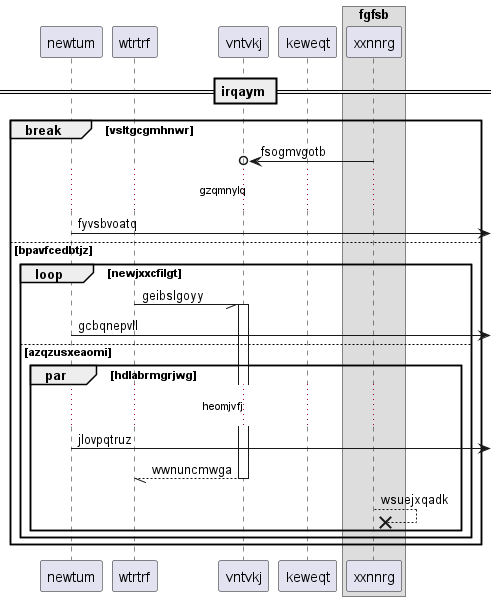 fgfsb
newtum wtrtrf vntvkj keweqt xxnnrg
irqaym
break [vsltgcgmhnwr]
fsogmvgotb
gzqmnylq
fyvsbvoatq
[bpavfcedbtjz]
loop [newjxxcfilgt]
geibslgoyy
gcbqnepvll
[azqzusxeaomi]
par [hdlabrmgrjwg]
heomjvfj
jlovpqtruz
wwnuncmwga
wsuejxqadk
newtum wtrtrf vntvkj keweqt xxnnrg